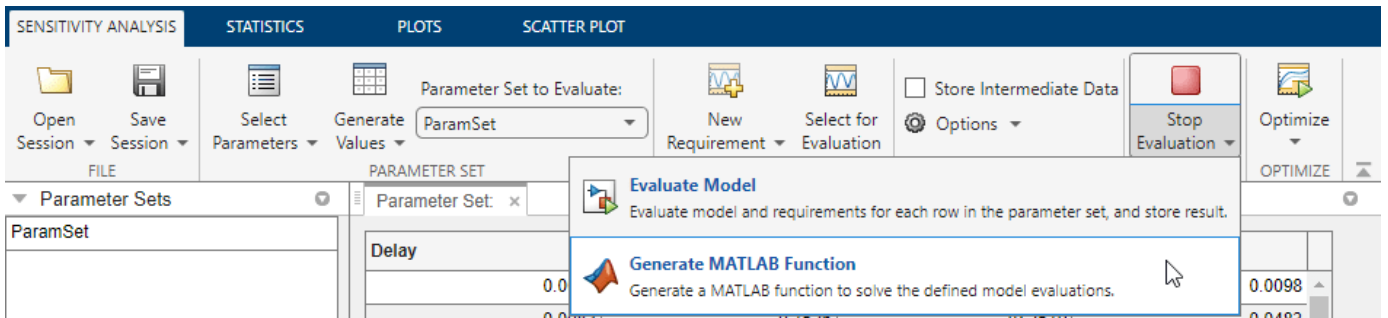 SENSITIVITY ANALYSIS STATISTICS PLOTS SCATTER PLOT
Parameter Set to Evaluate:
Store Intermediate Data
Open Save Select Generate ParamSet New Select for Options Stop Optimize
Session Session Parameters Values Requirement Evaluation Evaluation
FILE PARAMETER SET OPTIMIZE
Parameter Sets Parameter Set:
ParamSet
Delay
Evaluate Model
Evaluate model and requirements for each row in the parameter set, and store result.
Generate MATLAB Function
Generate a MATLAB function to solve the defined model evaluations.
0.0098